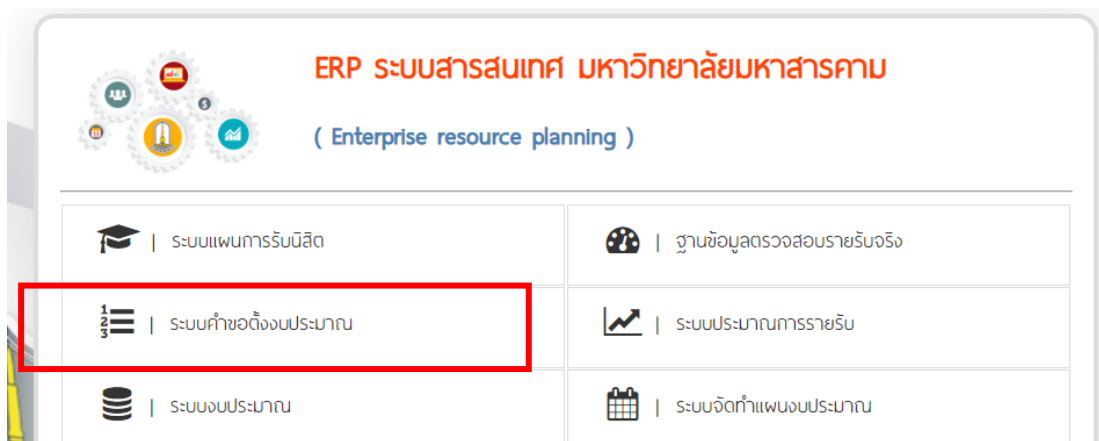 ERP ระบบสารสนเทศ มหาวิทยาลัยมหาสารคาม
( Enterprise resource planning )
| ระบบแผนการรับนิสิต
| ฐานข้อมูลตรวจสอบรายรับจริง
1
2
3
| ระบบคำขอตั้งงบประมาณ
| ระบบประมาณการรายรับ
| ระบบงบประมาณ
| ระบบจัดทำแผนงบประมาณ